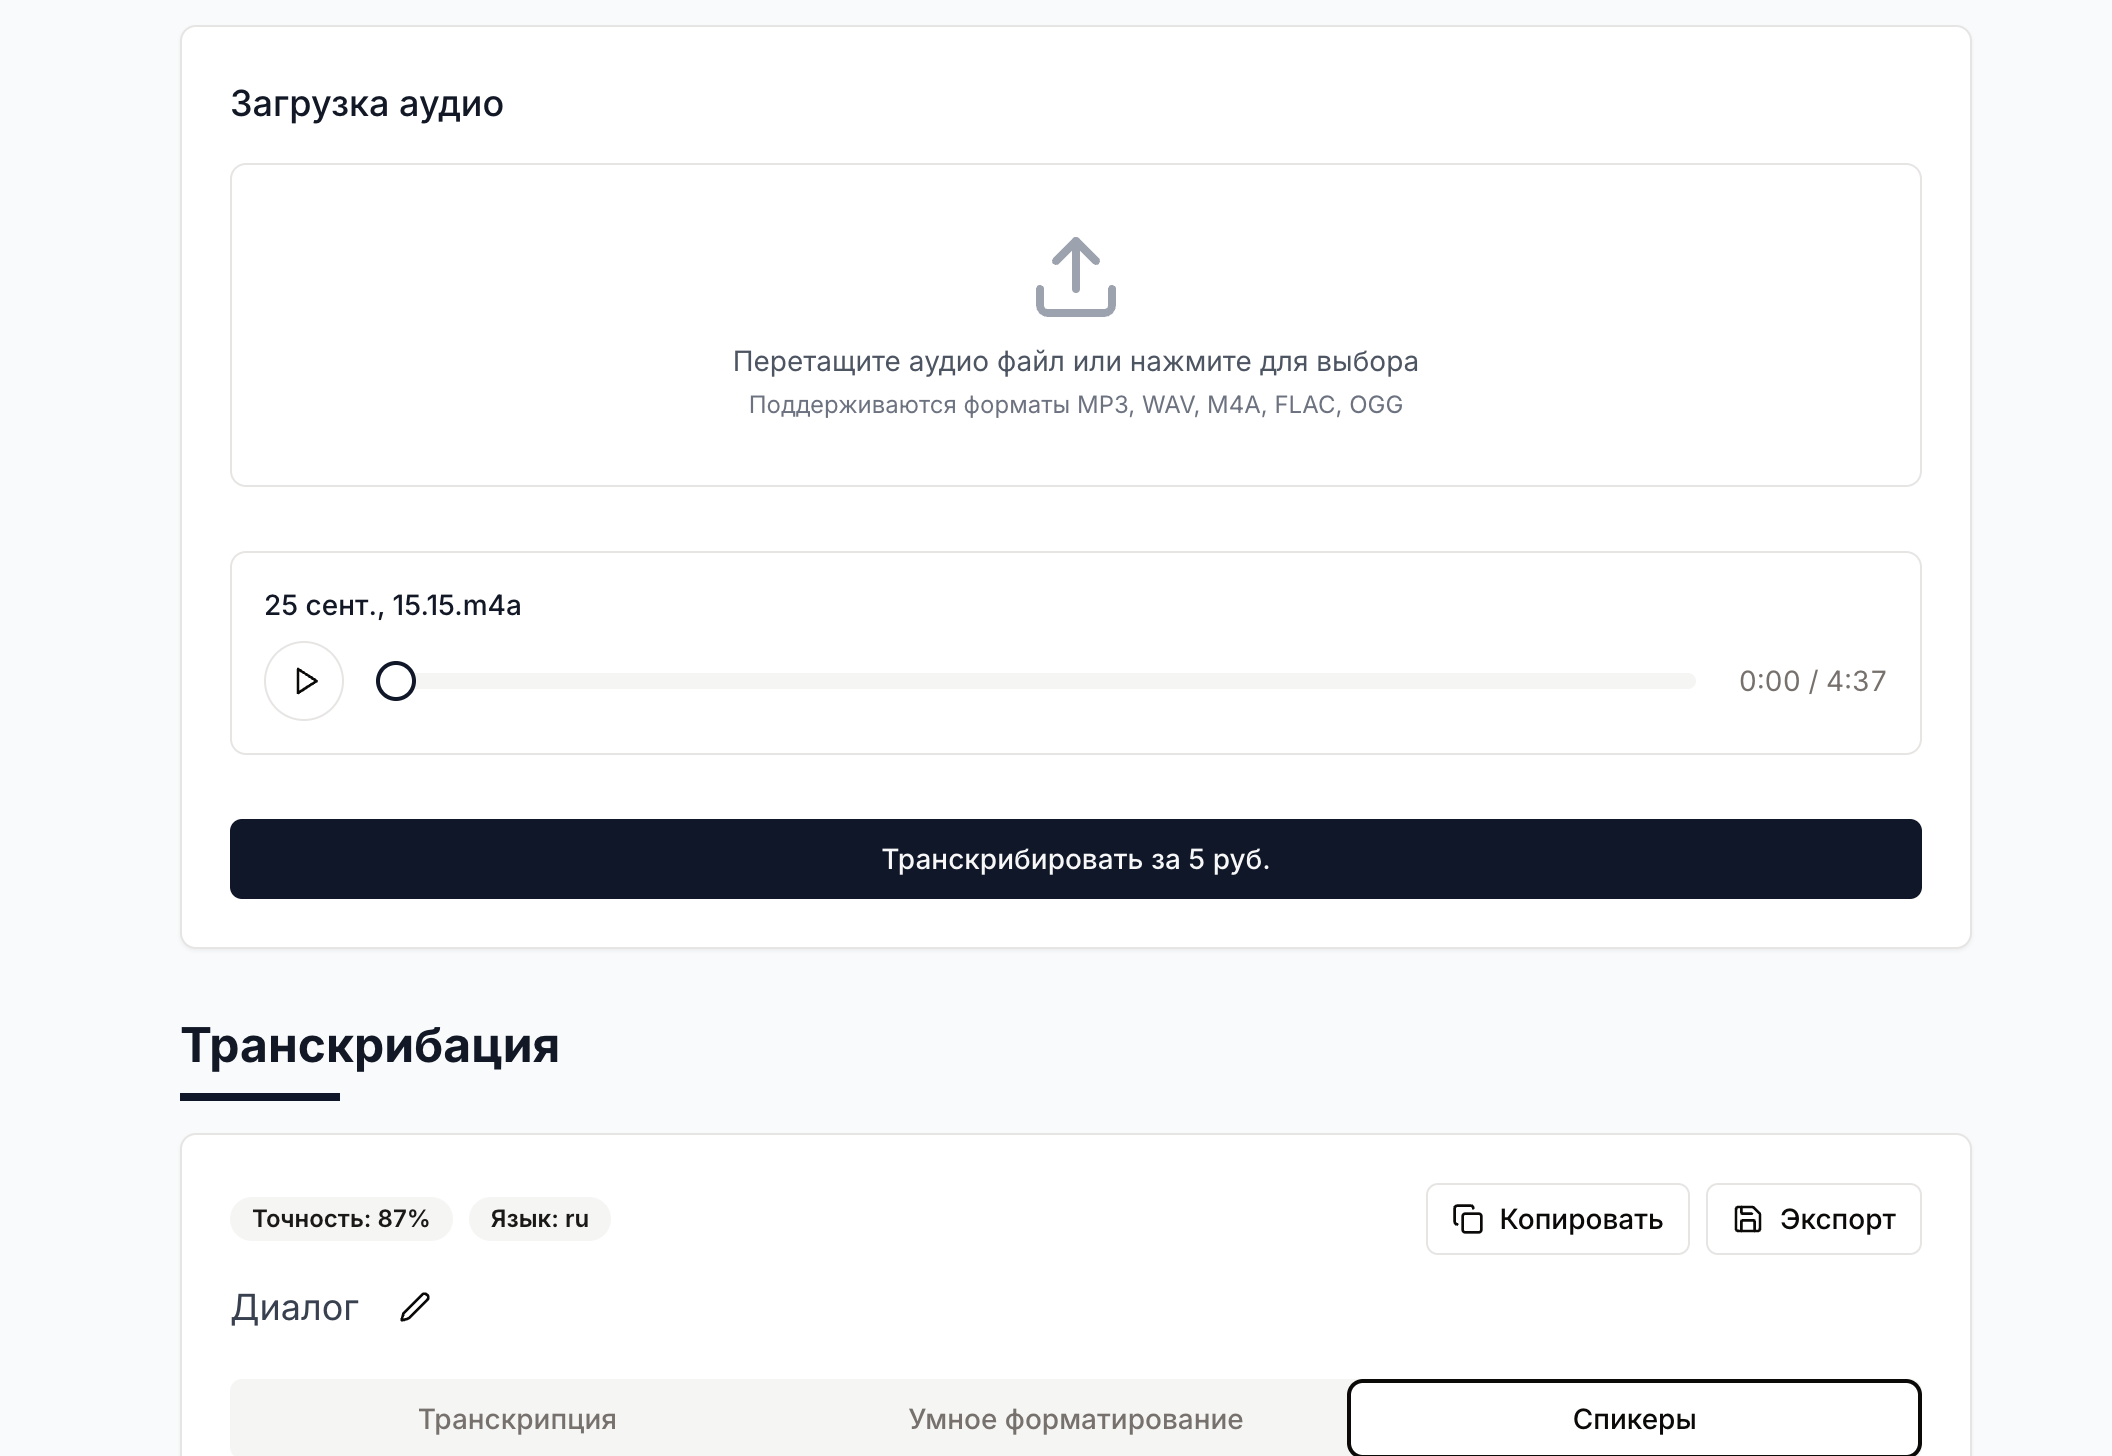 Загрузка аудио
Перетащите аудио файл или нажмите для выбора
Поддерживаются форматы MP3, WAV, M4A, FLAC, OGG
25 сент., 15.15.m4a
0:00 / 4:37
Транскрибировать за 5 руб.
Транскрибация
Точность: 87% Язык: ru Копировать Экспорт
Диалог
Транскрипция Умное форматирование Спикеры